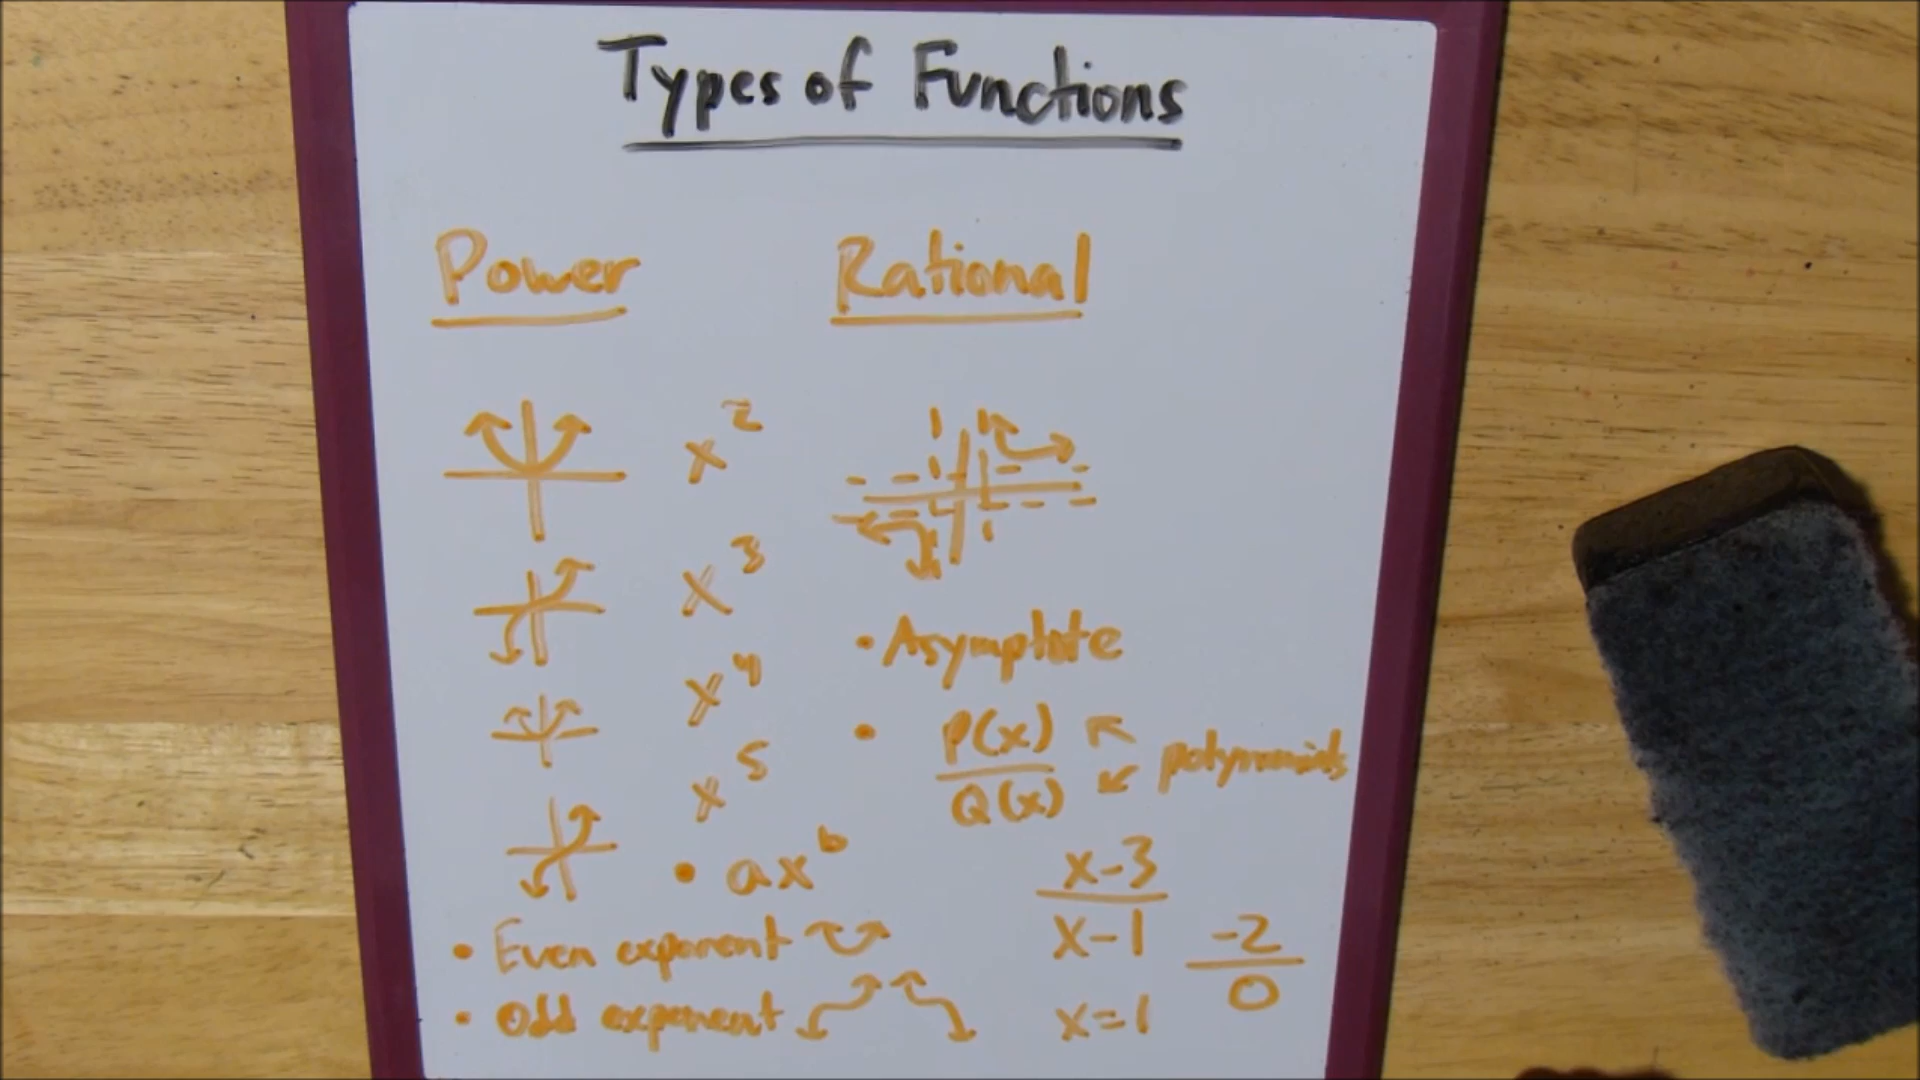 Types of Functions
Power
x²
x³
x⁴
x⁵
• ax^b
• Even exponent
• Odd exponent
Rational
• Asymptote
• P(x)
Q(x)
polynomials
x-3
x-1
-2
0
x=1